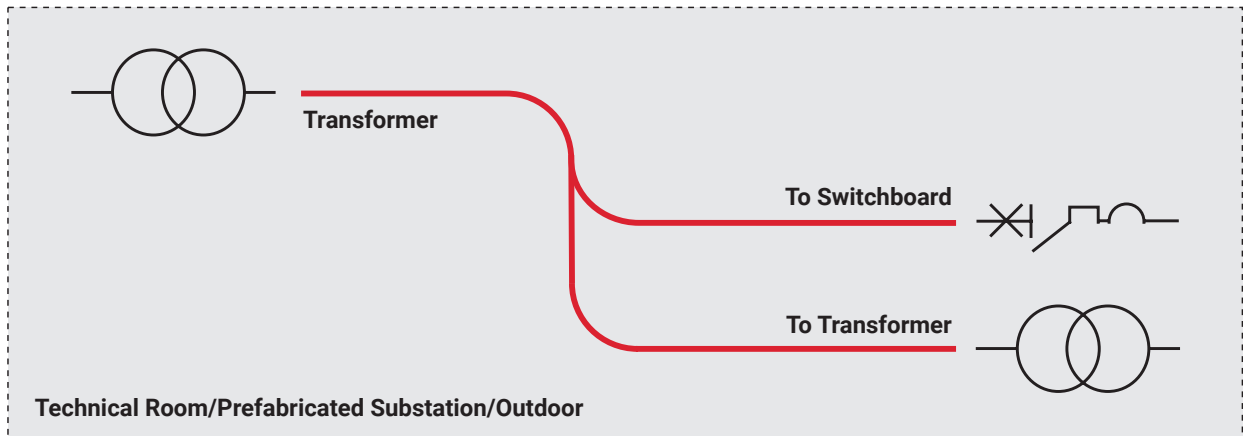 Transformer
To Switchboard
To Transformer
Technical Room/Prefabricated Substation/Outdoor